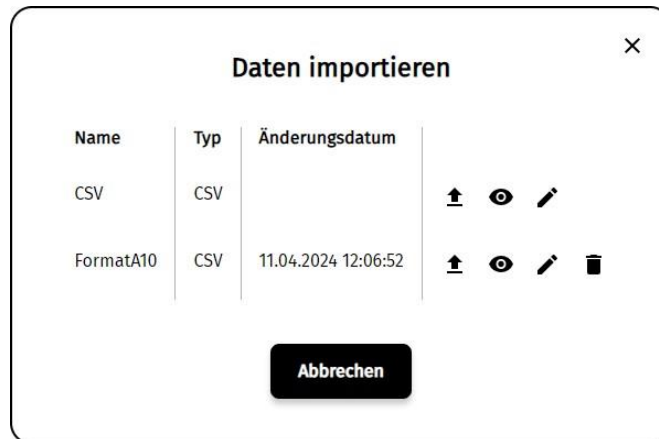 Daten importieren
Name Typ Änderungsdatum
CSV CSV
FormatA10 CSV 11.04.2024 12:06:52
Abbrechen